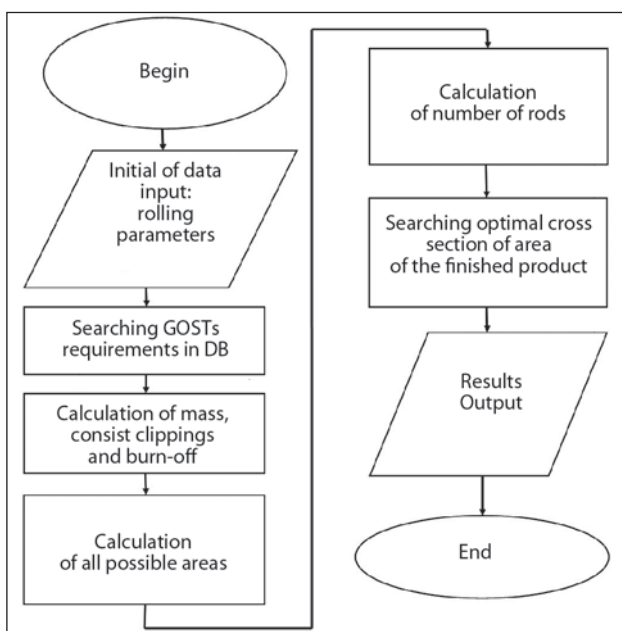 Begin
Initial of data
input:
rolling
parameters
Searching GOSTs
requirements in DB
Calculation of mass,
consist clippings
and burn-off
Calculation
of all possible areas
Calculation
of number of rods
Searching optimal cross
section of area
of the finished product
Results
Output
End